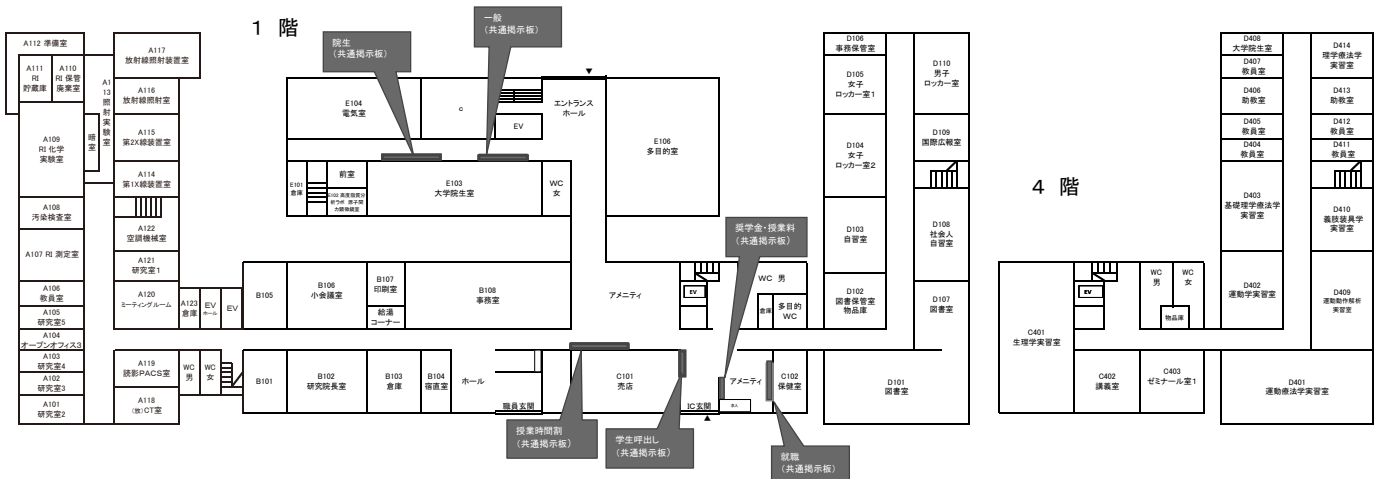 1 階
院生
(共通掲示板)
一般
(共通掲示板)
A112 準備室
A111
RI
貯蔵庫
A110
RI 保管
廃棄室
A113 照射実験室
A117
放射線照射装置室
A116
放射線照射室
A109
RI 化学
実験室
暗室
A115
第2X線装置室
A114
第1X線装置室
A108
汚染検査室
A122
空調機械室
A107 RI 測定室
A121
研究室1
A106
教員室
A120
ミーティングルーム
A123
倉庫
EV
ホール
EV
A105
研究室5
A104
オープンオフィス3
A103
研究室4
A102
研究室3
A101
研究室2
A119
読影PACS室
WC
男
WC
女
A118
(放)CT室
E104
電気室
C
EV
エントランス
ホール
E106
多目的室
E101
倉庫
前室
E103
大学院生室
WC
女
B105
B106
小会議室
B107
印刷室
給湯
コーナー
B108
事務室
アメニティ
B101
B102
研究院長室
B103
倉庫
B104
宿直室
ホール
職員玄関
C101
売店
IC玄関
アメニティ
C102
保健室
EV
WC 男
倉庫
多目的
WC
奨学金・授業料
(共通掲示板)
授業時間割
(共通掲示板)
学生呼出し
(共通掲示板)
就職
(共通掲示板)
D106
事務保管室
D105
女子
ロッカー室1
D104
女子
ロッカー室2
D103
自習室
D102
図書保管室
物品庫
D110
男子
ロッカー室
D109
国際広報室
D108
社会人
自習室
D107
図書室
D101
図書室
4 階
D408
大学院生室
D407
教員室
D406
助教室
D405
教員室
D404
教員室
D403
基礎理学療法学
実習室
D402
運動学実習室
D414
理学療法学
実習室
D413
助教室
D412
教員室
D411
教員室
D410
義肢装具学
実習室
D409
運動動作解析
実習室
D401
運動療法学実習室
C401
生理学実習室
EV
WC
男
WC
女
物品庫
C402
講義室
C403
ゼミナール室1